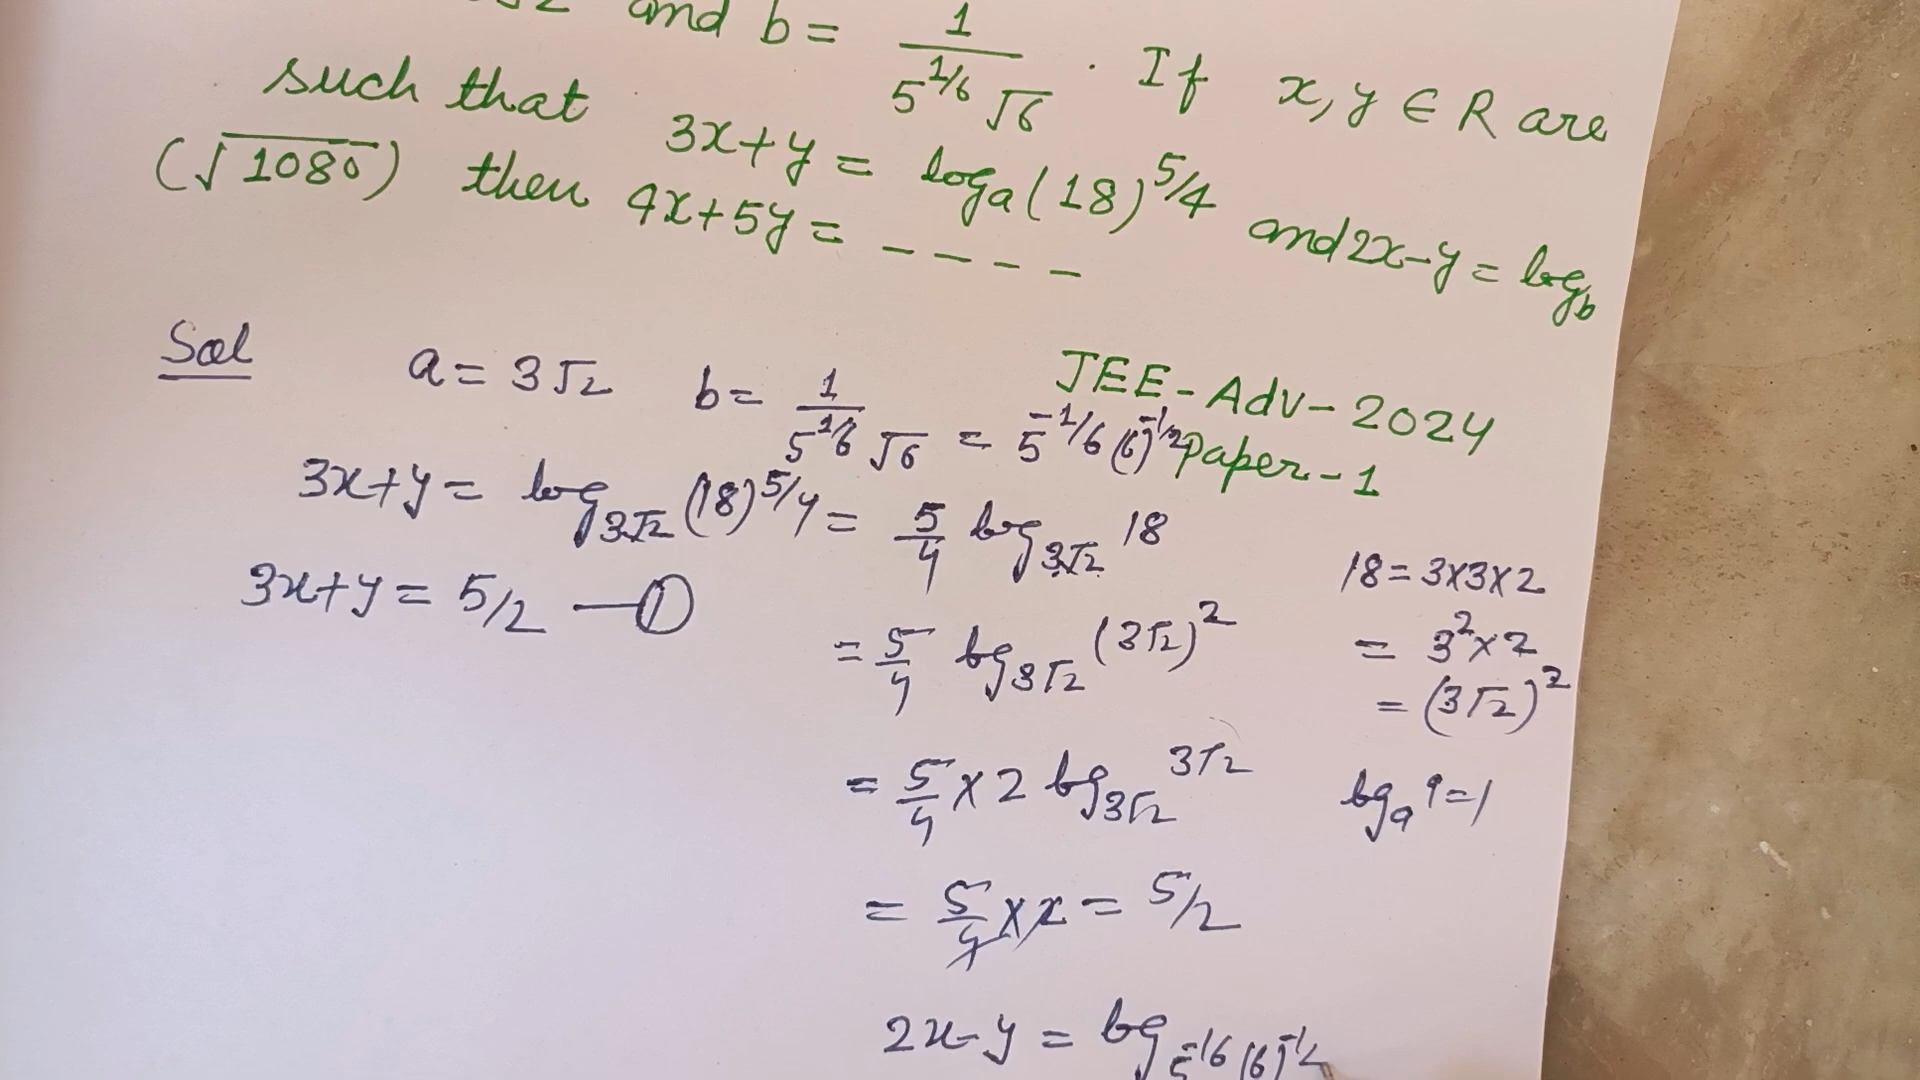 √2 and b = 1/(5^{1/6} √6) . If x, y ∈ R are
such that 3x+y = log_a (18)^{5/4} and 2x-y = log_b
(√1080) then 4x+5y = - - - -
JEE-Adv-2024
Paper-1
Sol a = 3√2 b = 1/(5^{1/6} √6) = 5^{-1/6} (6)^{-1/2}
3x+y = log_{3√2} (18)^{5/4} = 5/4 log_{3√2} 18
3x+y = 5/2 —①
= 5/4 log_{3√2} (3√2)^2
= 5/4 × 2 log_{3√2} 3√2
= 5/4 × 2 = 5/2
18 = 3×3×2
= 3^2×2
= (3√2)^2
log_a a = 1
2x-y = log_{5^{-1/6} (6)^{-1/2}}